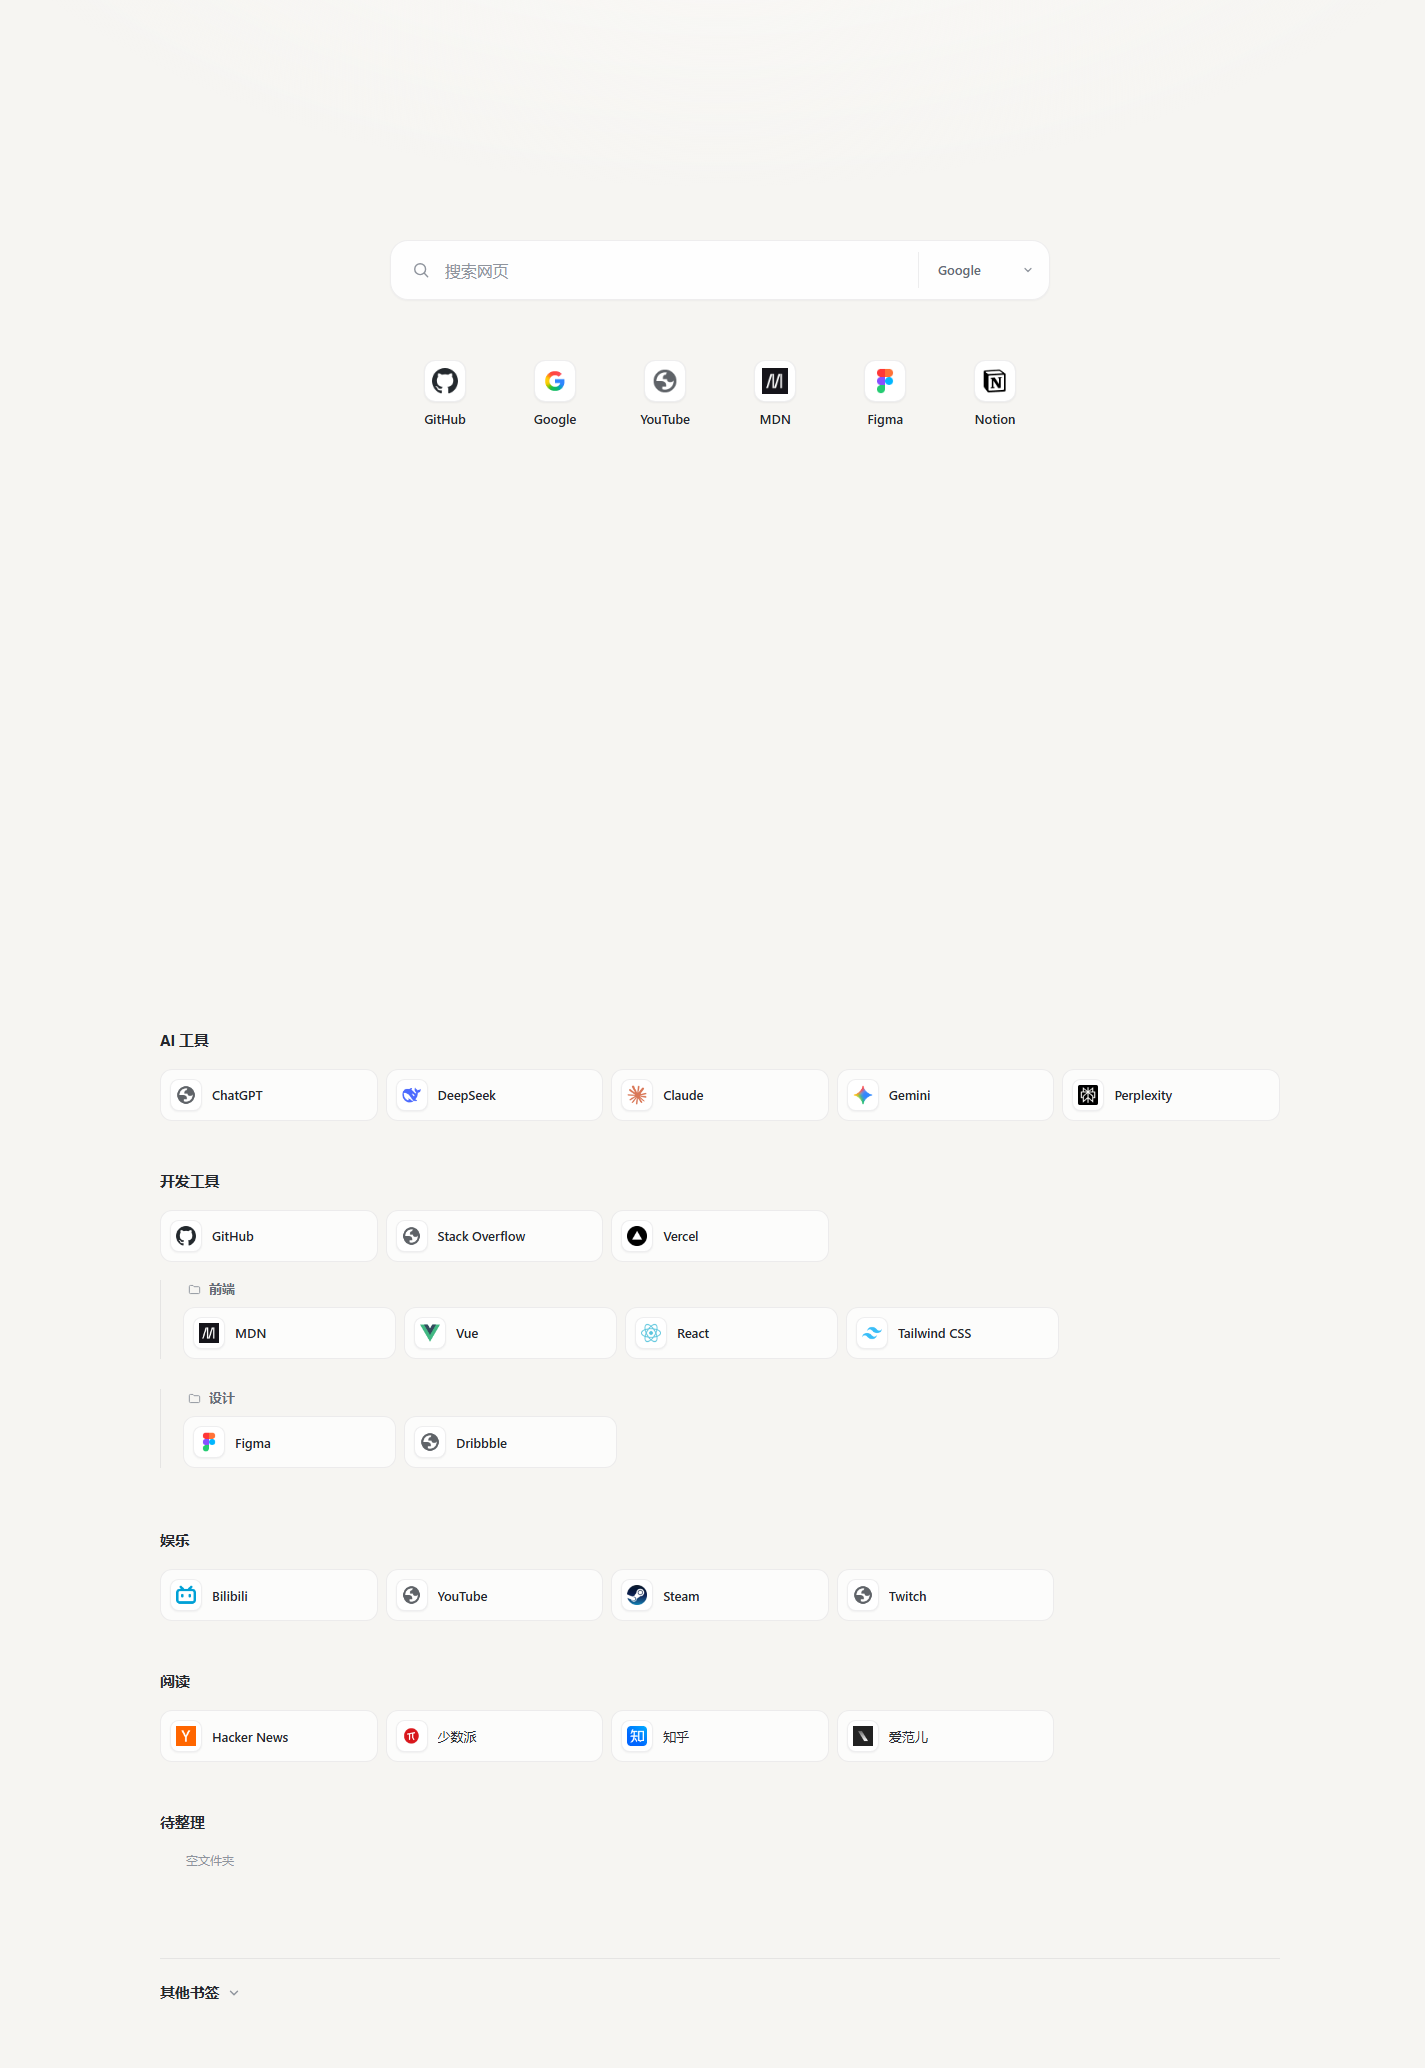 搜索网页 Google
GitHub Google YouTube MDN Figma Notion
AI 工具
ChatGPT DeepSeek Claude Gemini Perplexity
开发工具
GitHub Stack Overflow Vercel
前端
MDN Vue React Tailwind CSS
设计
Figma Dribbble
娱乐
Bilibili YouTube Steam Twitch
阅读
Hacker News 少数派 知乎 爱范儿
待整理
空文件夹
其他书签